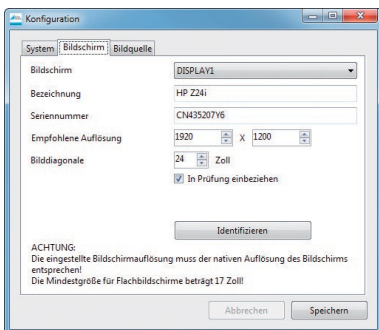 Konfiguration
System Bildschirm Bildquelle
Bildschirm DISPLAY1
Bezeichnung HP Z24i
Seriennummer CN435207Y6
Empfohlene Auflösung 1920 X 1200
Bilddiagonale 24 Zoll
In Prüfung einbeziehen
Identifizieren
ACHTUNG:
Die eingestellte Bildschirmauflösung muss der nativen Auflösung des Bildschirms
entsprechen!
Die Mindestgröße für Flachbildschirme beträgt 17 Zoll!
Abbrechen Speichern